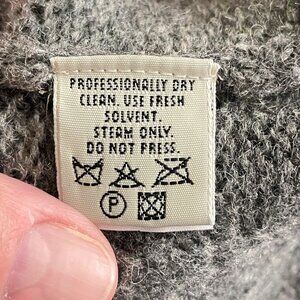 PROFESSIONALLY DRY
CLEAN. USE FRESH
SOLVENT.
STEAM ONLY.
DO NOT PRESS.
P